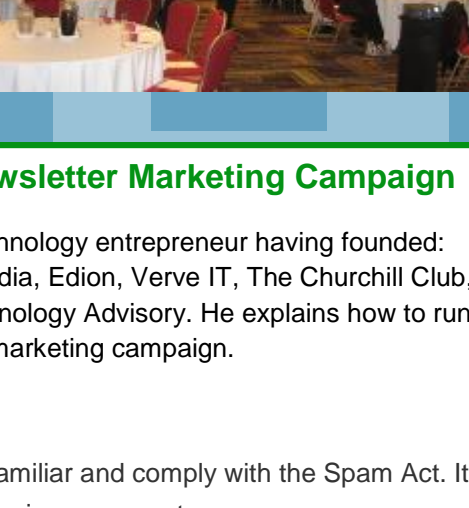 wsletter Marketing Campaign
hnology entrepreneur having founded:
dia, Edion, Verve IT, The Churchill Club,
nology Advisory. He explains how to run
marketing campaign.
amiliar and comply with the Spam Act. It